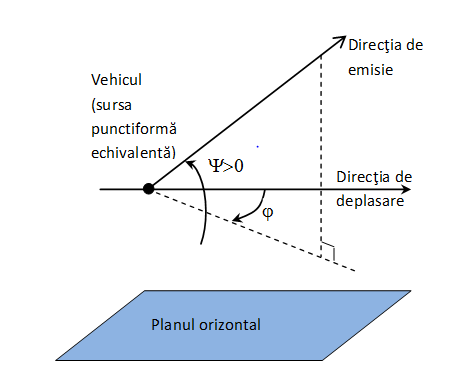 Direcţia de
emisie
Vehicul
(sursa
punctiformă
echivalentă)
Ψ>0
Direcţia de
deplasare
φ
Planul orizontal